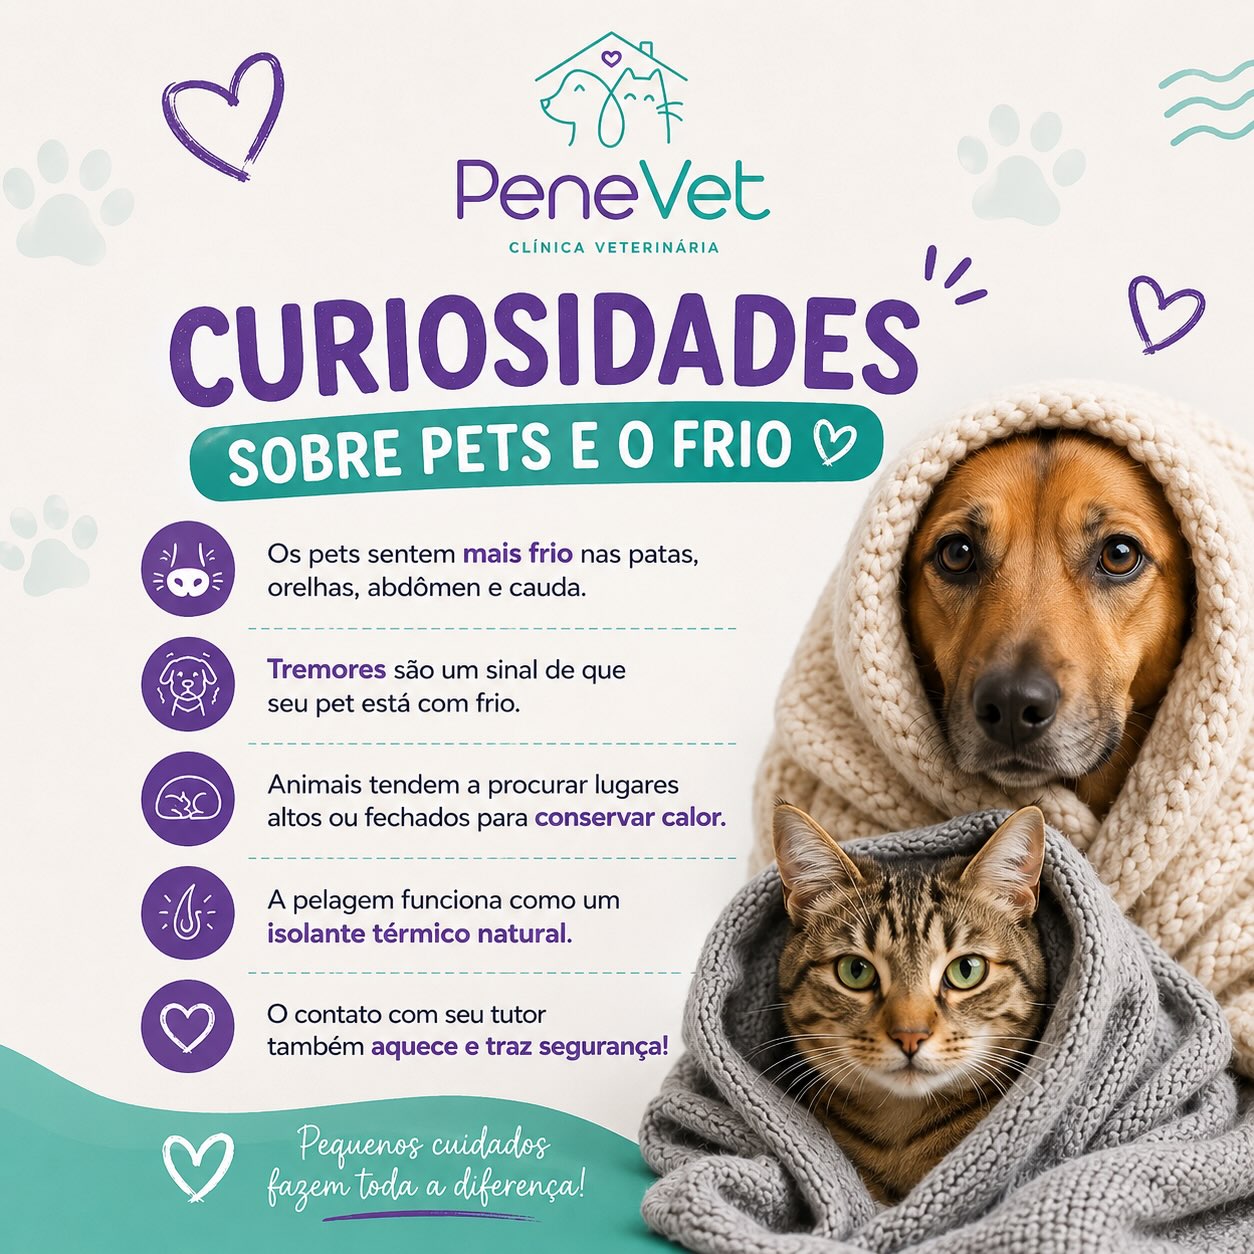 PeneVet
CLÍNICA VETERINÁRIA
CURIOSIDADES
SOBRE PETS E O FRIO
Os pets sentem mais frio nas patas,
orelhas, abdômen e cauda.
Tremores são um sinal de que
seu pet está com frio.
Animais tendem a procurar lugares
altos ou fechados para conservar calor.
A pelagem funciona como um
isolante térmico natural.
O contato com seu tutor
também aquece e traz segurança!
Pequenos cuidados
fazem toda a diferença!